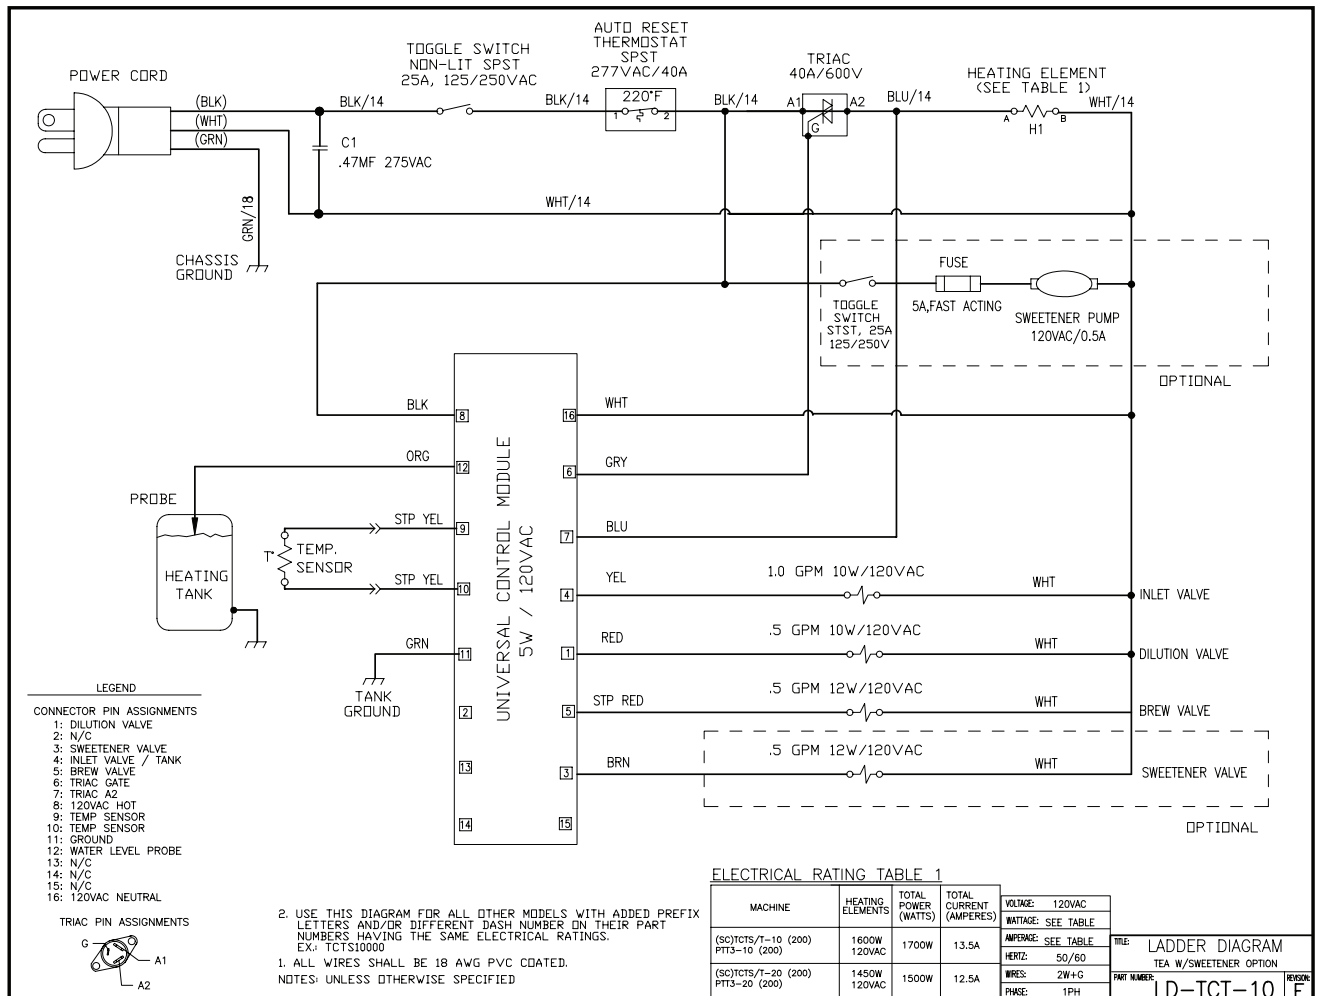 AUTO RESET
THERMOSTAT
SPST
277VAC/40A
TOGGLE SWITCH
NON-LIT SPST
25A, 125/250VAC
TRIAC
40A/600V
HEATING ELEMENT
(SEE TABLE 1)
POWER CORD
(BLK)
(WHT)
(GRN)
BLK/14
BLK/14
220°F
1
2
BLK/14
A1
A2
G
BLU/14
WHT/14
A
B
H1
C1
.47MF 275VAC
GRN/18
WHT/14
CHASSIS
GROUND
FUSE
TOGGLE
SWITCH
STST, 25A
125/250V
5A,FAST ACTING
SWEETENER PUMP
120VAC/0.5A
OPTIONAL
UNIVERSAL CONTROL MODULE
5W / 120VAC
BLK
8
16
WHT
ORG
12
6
GRY
PROBE
HEATING
TANK
STP YEL
9
7
BLU
T°
TEMP.
SENSOR
STP YEL
10
4
YEL
1.0 GPM 10W/120VAC
WHT
INLET VALVE
GRN
11
TANK
GROUND
1
RED
.5 GPM 10W/120VAC
WHT
DILUTION VALVE
2
5
STP RED
.5 GPM 12W/120VAC
WHT
BREW VALVE
13
3
BRN
.5 GPM 12W/120VAC
WHT
SWEETENER VALVE
14
15
OPTIONAL
LEGEND
CONNECTOR PIN ASSIGNMENTS
1: DILUTION VALVE
2: N/C
3: SWEETENER VALVE
4: INLET VALVE / TANK
5: BREW VALVE
6: TRIAC GATE
7: TRIAC A2
8: 120VAC HOT
9: TEMP SENSOR
10: TEMP SENSOR
11: GROUND
12: WATER LEVEL PROBE
13: N/C
14: N/C
15: N/C
16: 120VAC NEUTRAL
TRIAC PIN ASSIGNMENTS
G
A1
A2
2. USE THIS DIAGRAM FOR ALL OTHER MODELS WITH ADDED PREFIX
LETTERS AND/OR DIFFERENT DASH NUMBER ON THEIR PART
NUMBERS HAVING THE SAME ELECTRICAL RATINGS.
EX.: TCTS10000
1. ALL WIRES SHALL BE 18 AWG PVC COATED.
NOTES: UNLESS OTHERWISE SPECIFIED
ELECTRICAL RATING TABLE 1
MACHINE
HEATING
ELEMENTS
TOTAL
POWER
(WATTS)
TOTAL
CURRENT
(AMPERES)
(SC)TCTS/T-10 (200)
PTT3-10 (200)
1600W
120VAC
1700W
13.5A
(SC)TCTS/T-20 (200)
PTT3-20 (200)
1450W
120VAC
1500W
12.5A
VOLTAGE: 120VAC
WATTAGE: SEE TABLE
AMPERAGE: SEE TABLE
HERTZ: 50/60
WIRES: 2W+G
PHASE: 1PH
TITLE: LADDER DIAGRAM
TEA W/SWEETENER OPTION
PART NUMBER:
LD-TCT-10
REVISION: